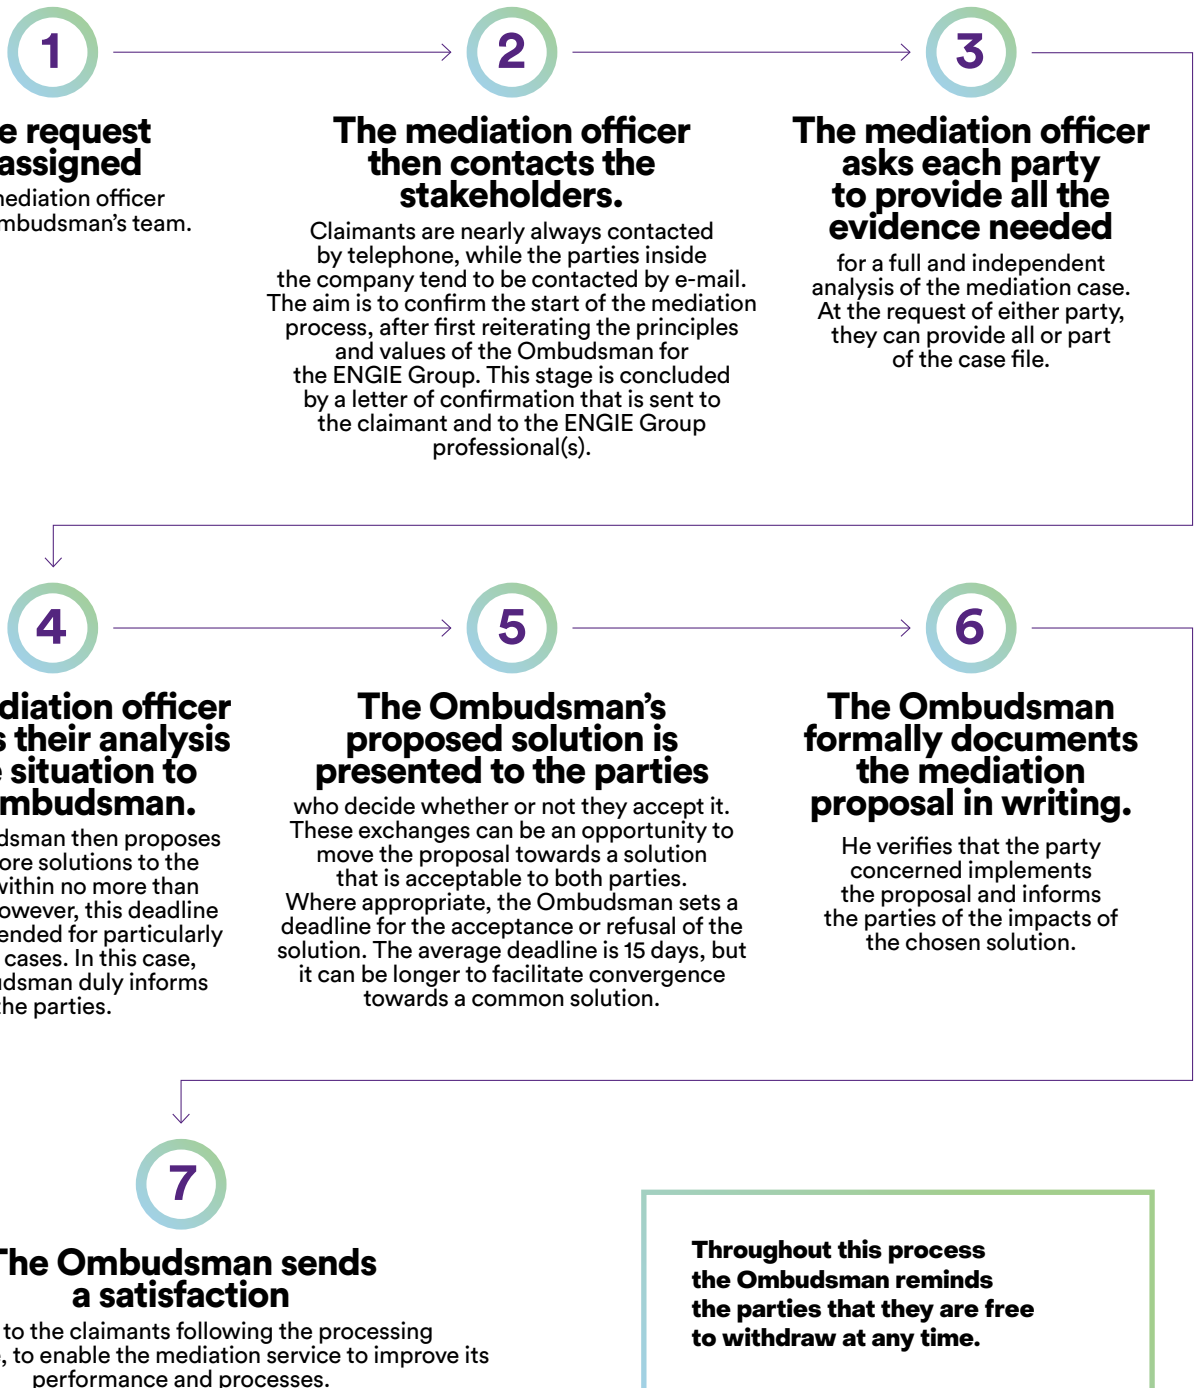 1
2
3
e request
assigned
mediation officer
mbudsman's team.
The mediation officer
then contacts the
stakeholders.
Claimants are nearly always contacted
by telephone, while the parties inside
the company tend to be contacted by e-mail.
The aim is to confirm the start of the mediation
process, after first reiterating the principles
and values of the Ombudsman for
the ENGIE Group. This stage is concluded
by a letter of confirmation that is sent to
the claimant and to the ENGIE Group
professional(s).
The mediation officer
asks each party
to provide all the
evidence needed
for a full and independent
analysis of the mediation case.
At the request of either party,
they can provide all or part
of the case file.
4
5
6
diation officer
s their analysis
e situation to
mbudsman.
dsman then proposes
ore solutions to the
within no more than
owever, this deadline
ended for particularly
cases. In this case,
udsman duly informs
the parties.
The Ombudsman's
proposed solution is
presented to the parties
who decide whether or not they accept it.
These exchanges can be an opportunity to
move the proposal towards a solution
that is acceptable to both parties.
Where appropriate, the Ombudsman sets a
deadline for the acceptance or refusal of the
solution. The average deadline is 15 days, but
it can be longer to facilitate convergence
towards a common solution.
The Ombudsman
formally documents
the mediation
proposal in writing.
He verifies that the party
concerned implements
the proposal and informs
the parties of the impacts of
the chosen solution.
7
The Ombudsman sends
a satisfaction
to the claimants following the processing
, to enable the mediation service to improve its
performance and processes.
Throughout this process
the Ombudsman reminds
the parties that they are free
to withdraw at any time.